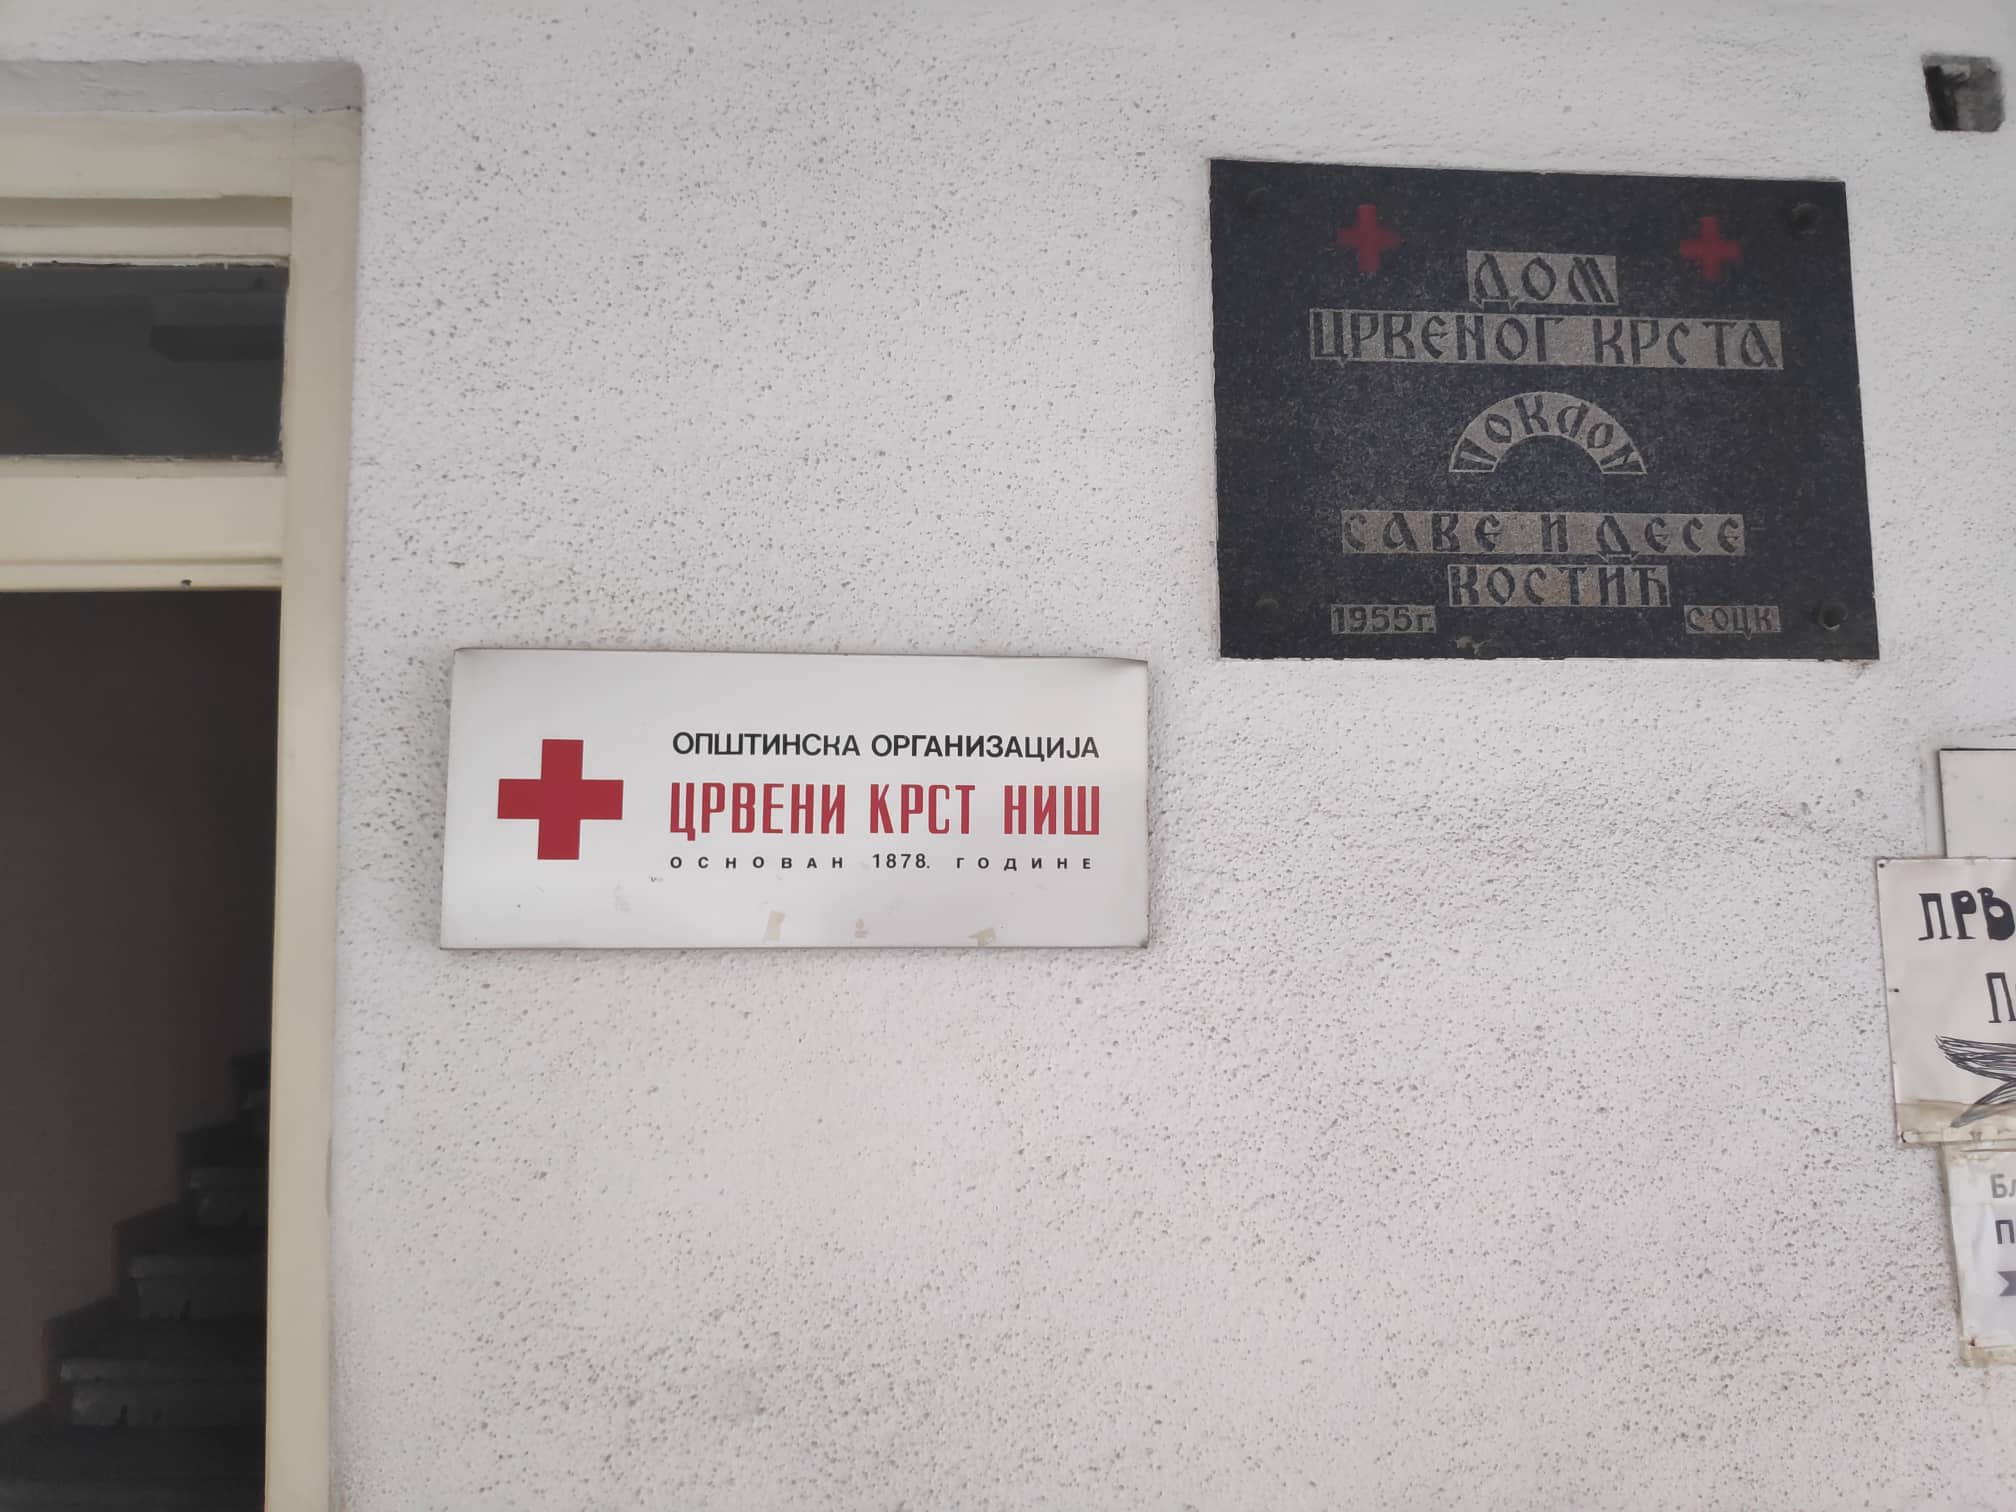 ДОМ
ЦРВЕНОГ КРСТА
ПОКЛОН
САВЕ И ДЕСЕ
КОСТИЋ
1955г. СОЦК.
ОПШТИНСКА ОРГАНИЗАЦИЈА
ЦРВЕНИ КРСТ НИШ
ОСНОВАН 1878. ГОДИНЕ